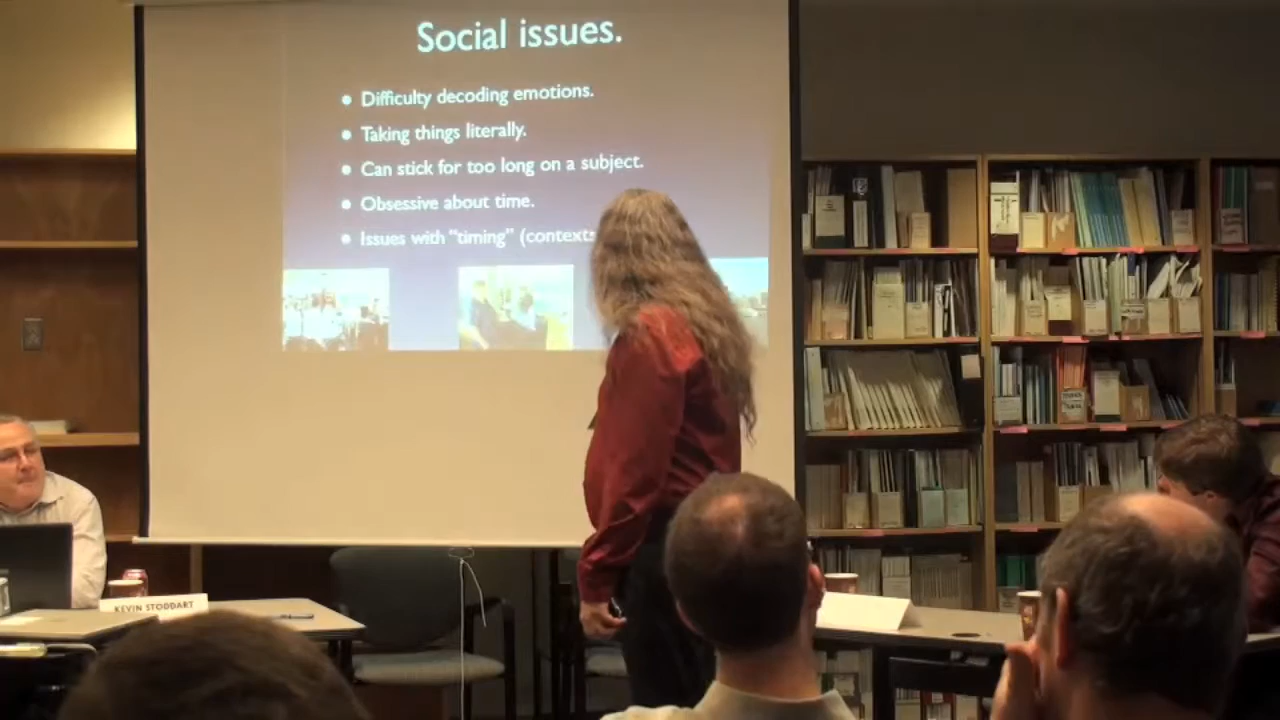 Social issues.
• Difficulty decoding emotions.
• Taking things literally.
• Can stick for too long on a subject.
• Obsessive about time.
• Issues with “timing” (contexts
KEVIN STODDART